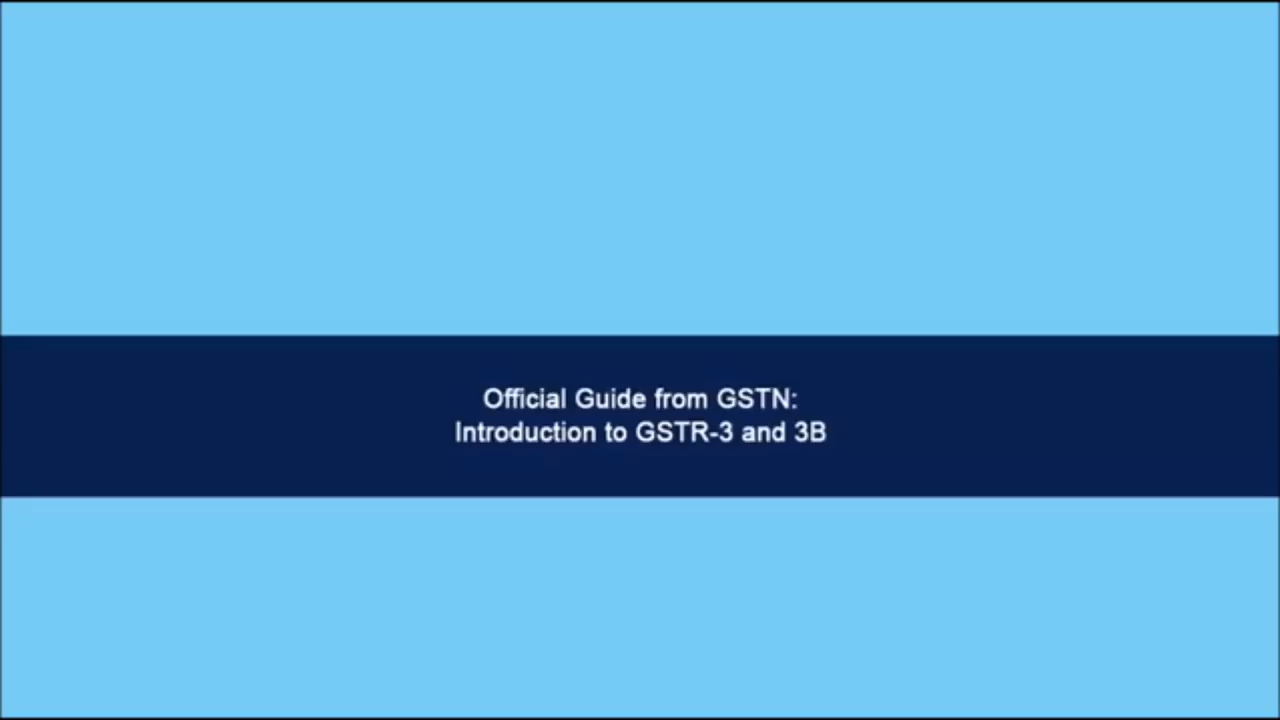 Official Guide from GSTN:
Introduction to GSTR-3 and 3B